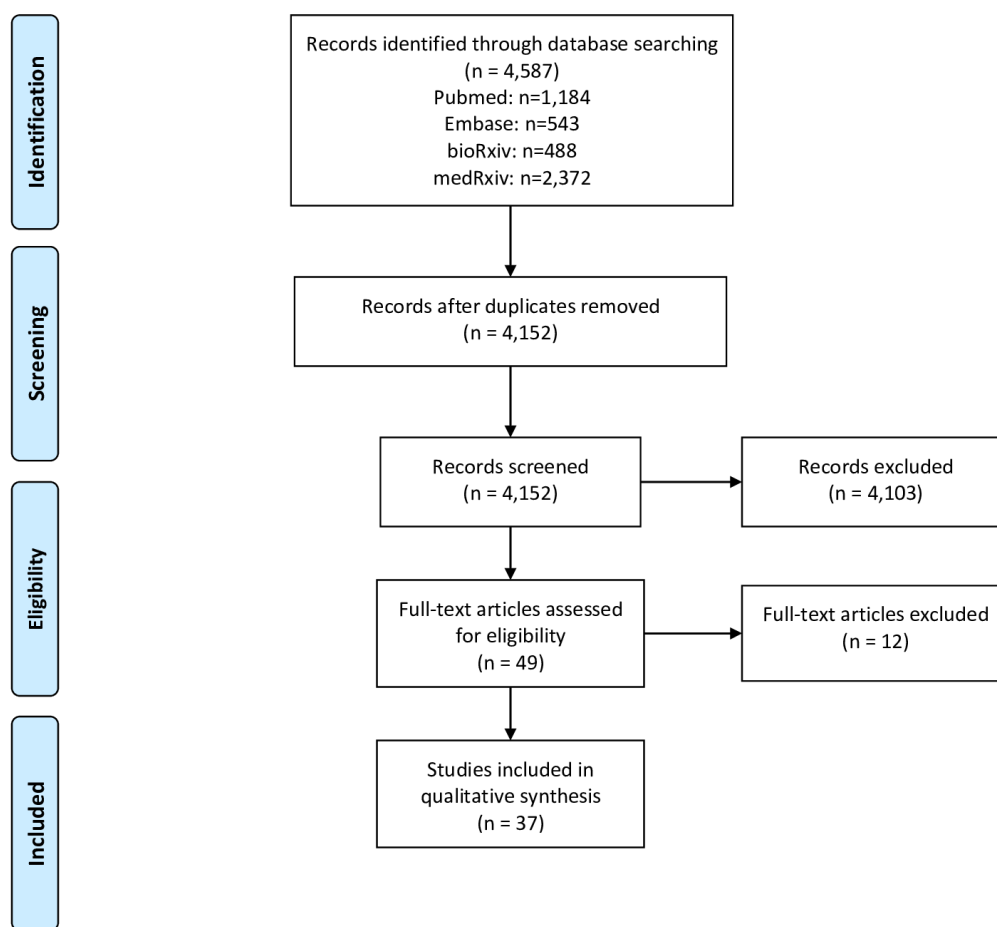 Identification
Records identified through database searching
(n = 4,587)
Pubmed: n=1,184
Embase: n=543
bioRxiv: n=488
medRxiv: n=2,372
Screening
Records after duplicates removed
(n = 4,152)
Records screened
(n = 4,152)
Records excluded
(n = 4,103)
Eligibility
Full-text articles assessed
for eligibility
(n = 49)
Full-text articles excluded
(n = 12)
Included
Studies included in
qualitative synthesis
(n = 37)